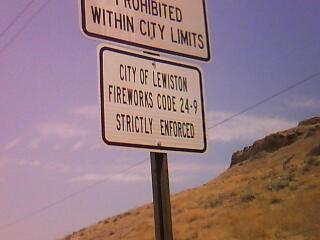 PROHIBITED
WITHIN CITY LIMITS
CITY OF LEWISTON
FIREWORKS CODE 24-9
STRICTLY ENFORCED